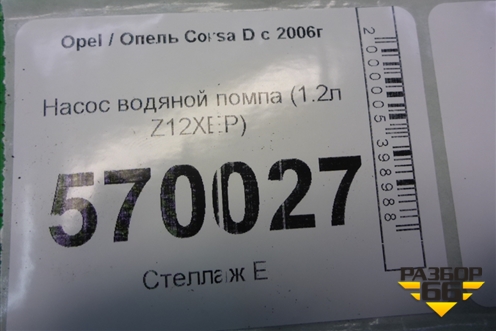 Opel / Опель Corsa D с 2006г
Насос водяной помпа (1.2л
Z12XEP)
570027
Стеллаж Е
2000005398988
РАЗБОР
66